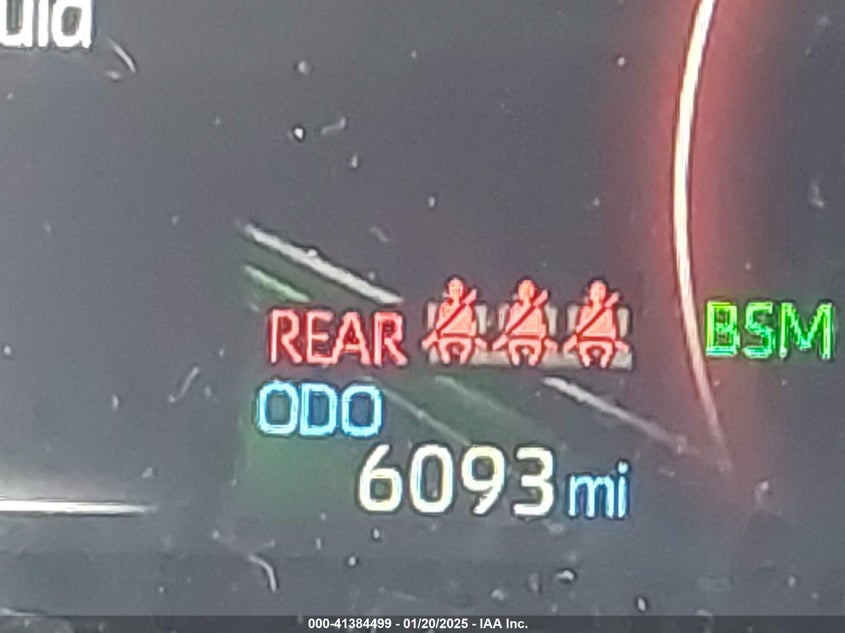 REAR
BSM
ODO
6093 mi
000-41384499 - 01/20/2025 - IAA Inc.